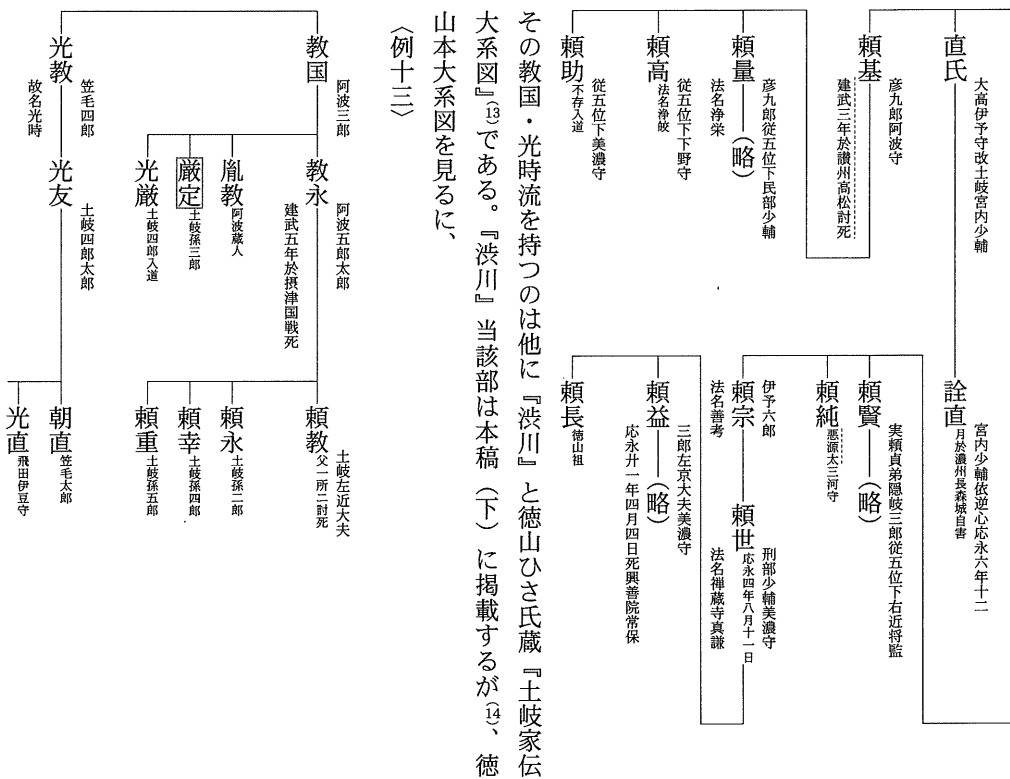 直氏
大高伊予守改土岐宮内少輔
詮直
宮内少輔依逆心応永六年十二
月於濃州長森城自害
頼基
彦九郎阿波守
建武三年於讃州高松討死
頼賢――(略)
実頼貞弟隠岐三郎従五位下右近将監
頼純
悪源太三河守
頼量――(略)
彦九郎従五位下民部少輔
法名浄栄
頼宗
伊予六郎
法名善考
頼世
刑部少輔美濃守
応永四年八月十一日
法名禅蔵寺真謙
頼高
従五位下下野守
法名浄皎
頼益――(略)
三郎左京大夫美濃守
応永廿一年四月四日死興善院常保
頼助
従五位下美濃守
不存入道
頼長
徳山祖
その教国・光時流を持つのは他に『渋川』と徳山ひさ氏蔵『土岐家伝
大系図』(13)である。『渋川』当該部は本稿(下)に掲載するが(14)、徳
山本大系図を見るに、
〈例十三〉
教国
阿波三郎
教永
阿波五郎太郎
建武五年於摂津国戦死
頼教
土岐左近大夫
父一所ニ討死
胤教
阿波蔵人
頼永
土岐孫二郎
厳定
土岐孫三郎
頼幸
土岐孫四郎
光厳
土岐四郎入道
頼重
土岐孫五郎
光教
笠毛四郎
故名光時
光友
土岐四郎太郎
朝直
笠毛太郎
光直
飛田伊豆守